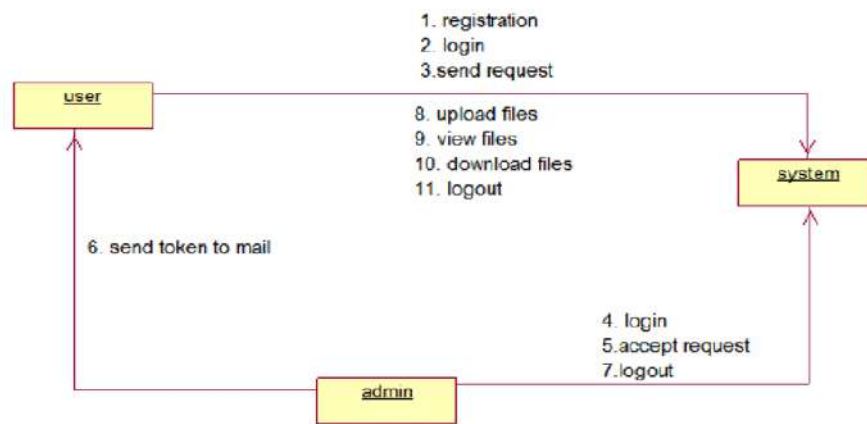 1. registration
2. login
3.send request
user
8. upload files
9. view files
10. download files
11. logout
system
6. send token to mail
4. login
5.accept request
7.logout
admin